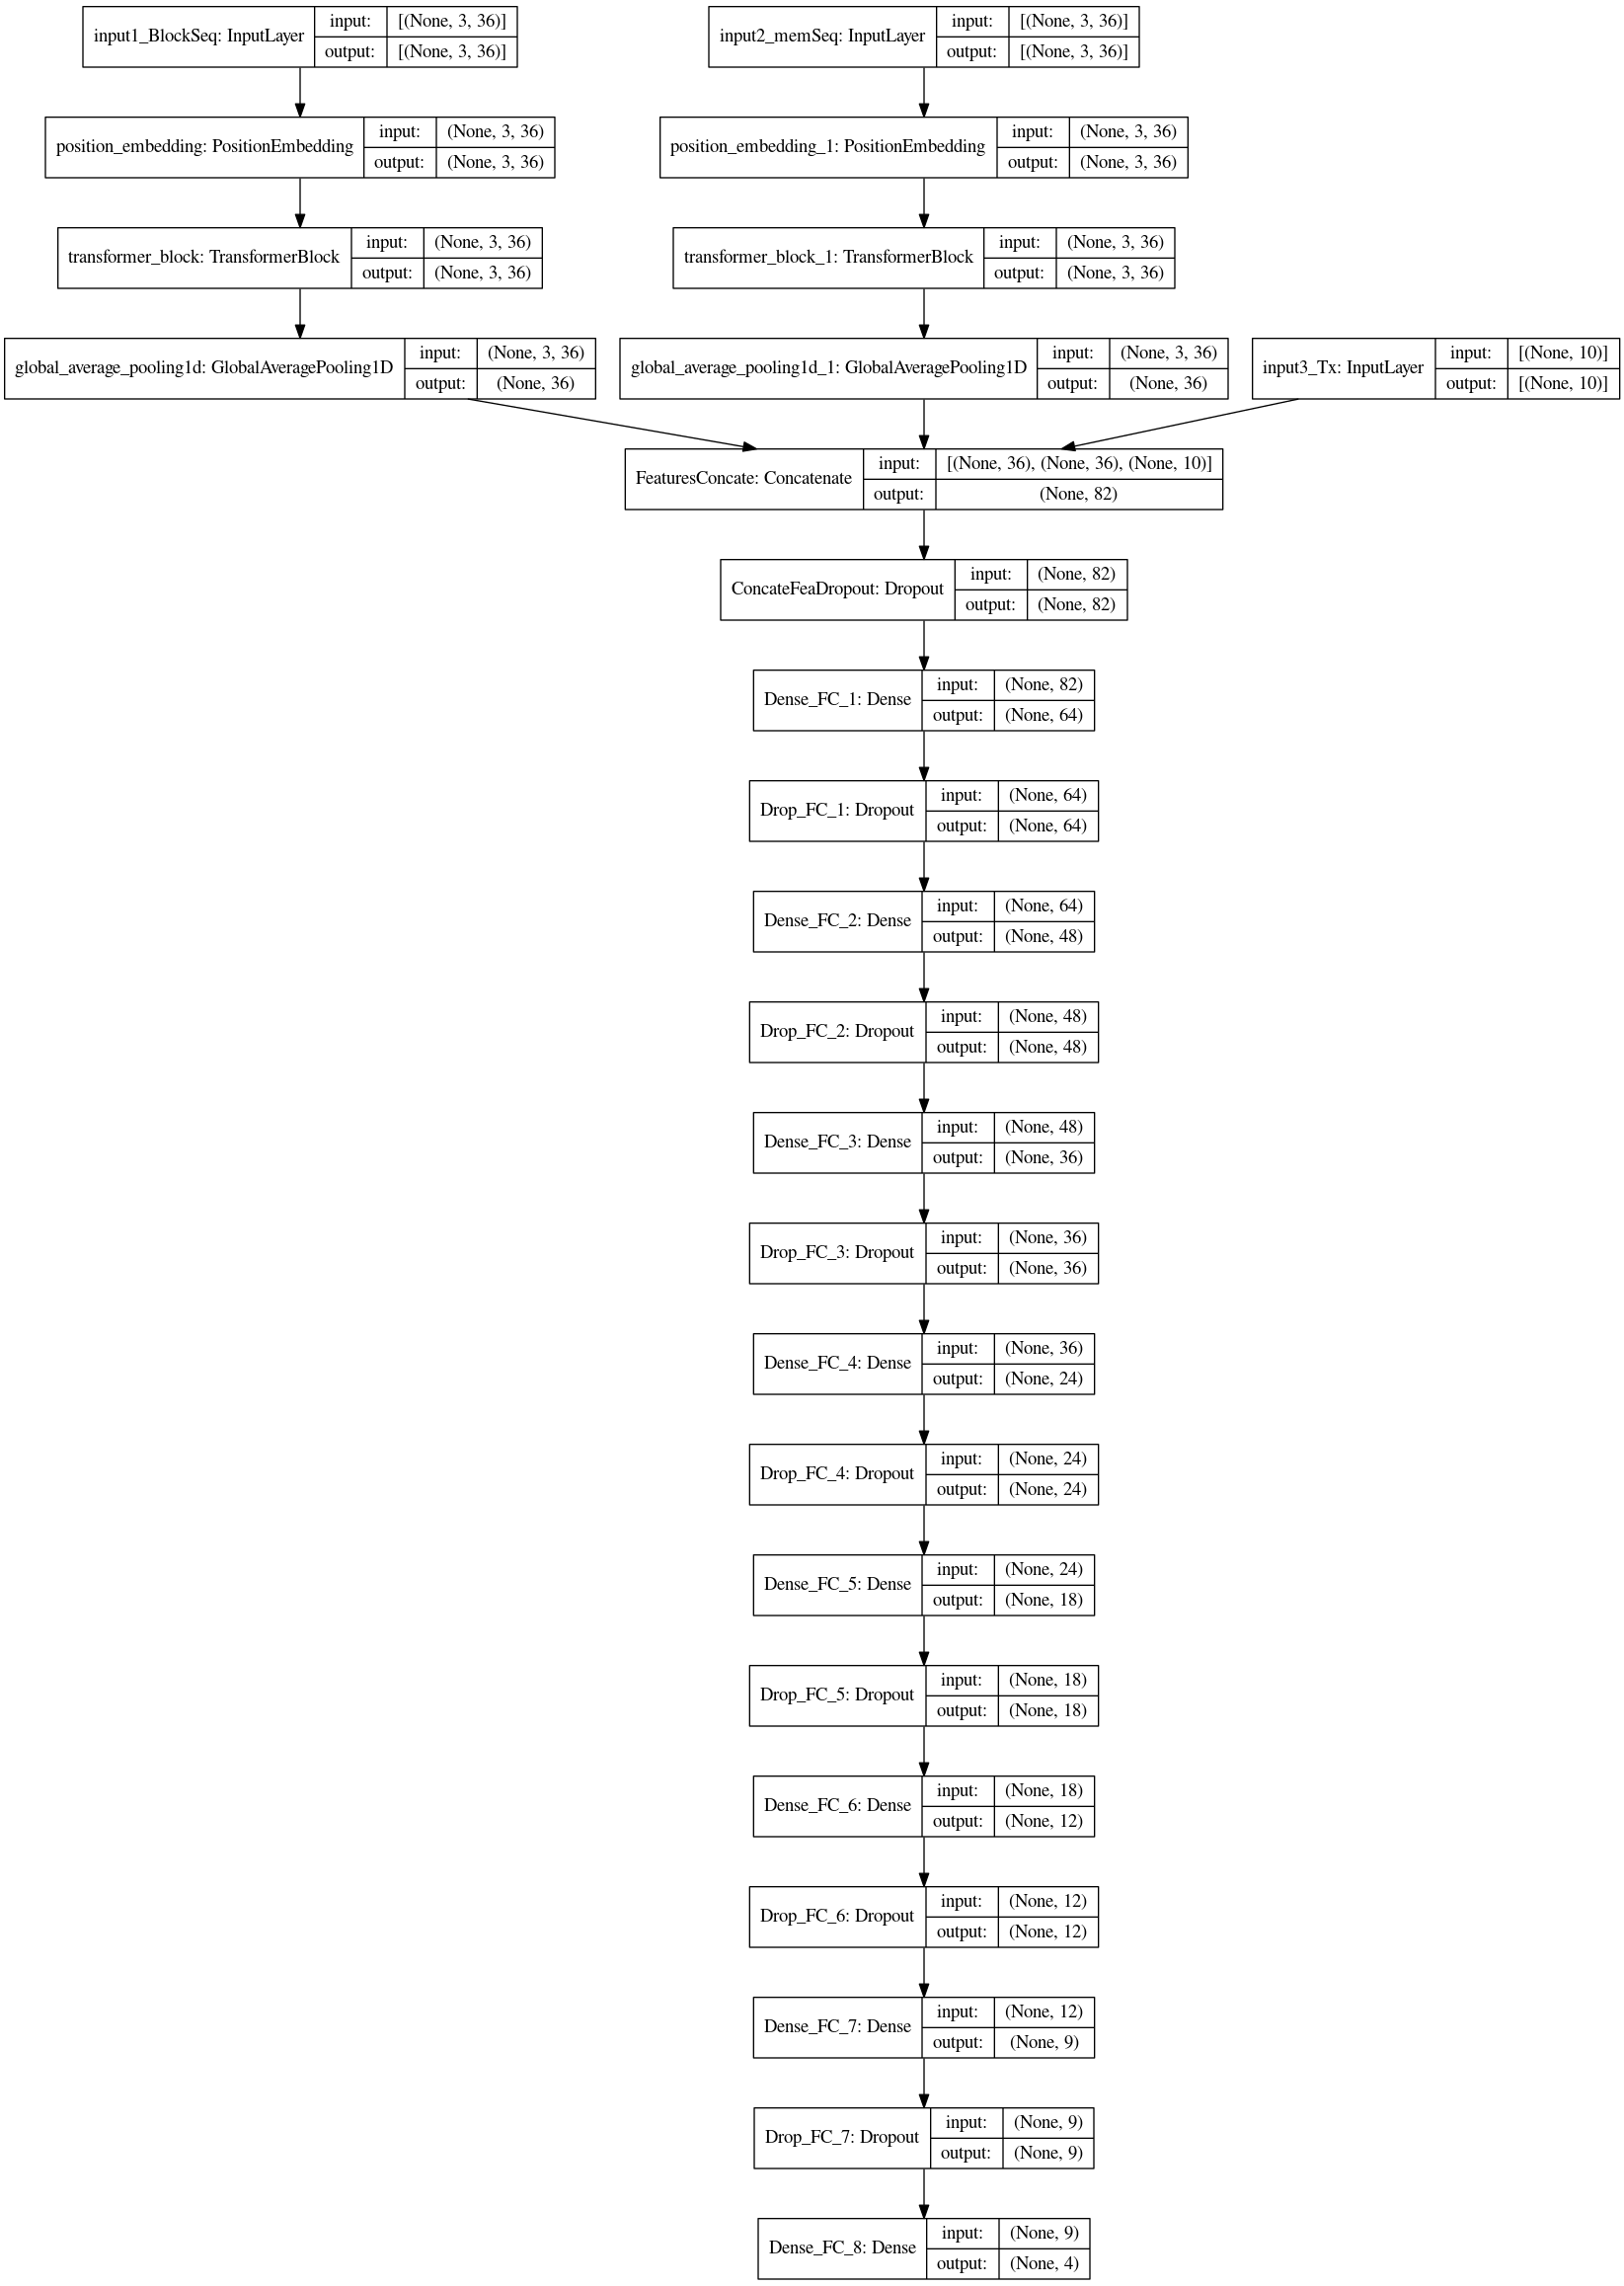 input1_BlockSeq: InputLayer
input: [(None, 3, 36)]
output: [(None, 3, 36)]
input2_memSeq: InputLayer
input: [(None, 3, 36)]
output: [(None, 3, 36)]
position_embedding: PositionEmbedding
input: (None, 3, 36)
output: (None, 3, 36)
position_embedding_1: PositionEmbedding
input: (None, 3, 36)
output: (None, 3, 36)
transformer_block: TransformerBlock
input: (None, 3, 36)
output: (None, 3, 36)
transformer_block_1: TransformerBlock
input: (None, 3, 36)
output: (None, 3, 36)
global_average_pooling1d: GlobalAveragePooling1D
input: (None, 3, 36)
output: (None, 36)
global_average_pooling1d_1: GlobalAveragePooling1D
input: (None, 3, 36)
output: (None, 36)
input3_Tx: InputLayer
input: [(None, 10)]
output: [(None, 10)]
FeaturesConcate: Concatenate
input: [(None, 36), (None, 36), (None, 10)]
output: (None, 82)
ConcateFeaDropout: Dropout
input: (None, 82)
output: (None, 82)
Dense_FC_1: Dense
input: (None, 82)
output: (None, 64)
Drop_FC_1: Dropout
input: (None, 64)
output: (None, 64)
Dense_FC_2: Dense
input: (None, 64)
output: (None, 48)
Drop_FC_2: Dropout
input: (None, 48)
output: (None, 48)
Dense_FC_3: Dense
input: (None, 48)
output: (None, 36)
Drop_FC_3: Dropout
input: (None, 36)
output: (None, 36)
Dense_FC_4: Dense
input: (None, 36)
output: (None, 24)
Drop_FC_4: Dropout
input: (None, 24)
output: (None, 24)
Dense_FC_5: Dense
input: (None, 24)
output: (None, 18)
Drop_FC_5: Dropout
input: (None, 18)
output: (None, 18)
Dense_FC_6: Dense
input: (None, 18)
output: (None, 12)
Drop_FC_6: Dropout
input: (None, 12)
output: (None, 12)
Dense_FC_7: Dense
input: (None, 12)
output: (None, 9)
Drop_FC_7: Dropout
input: (None, 9)
output: (None, 9)
Dense_FC_8: Dense
input: (None, 9)
output: (None, 4)